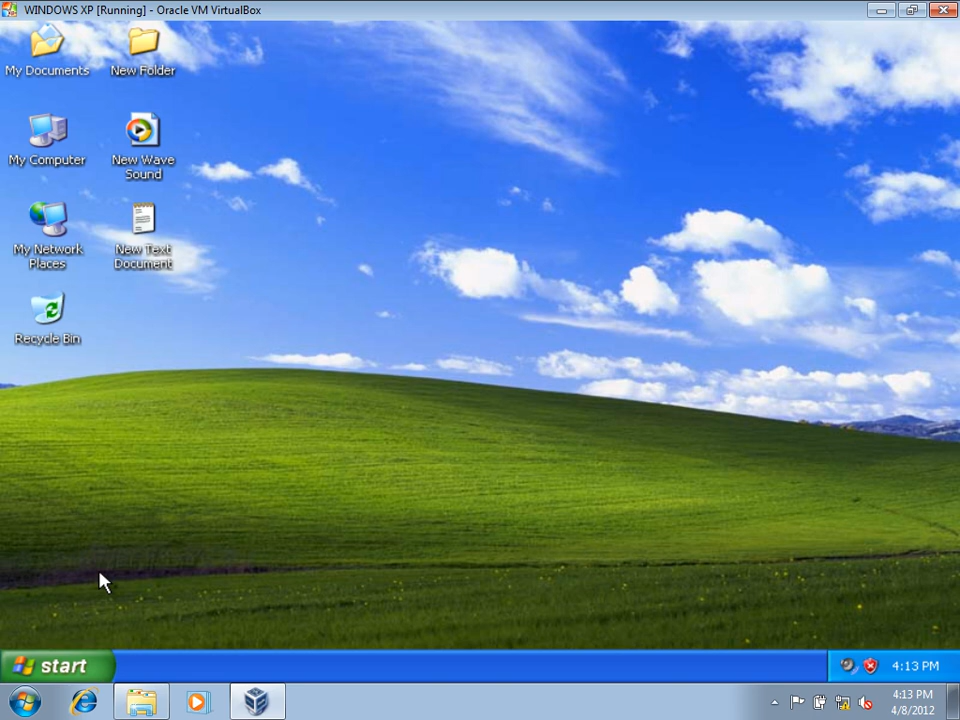 WINDOWS XP [Running] - Oracle VM VirtualBox
My Documents
New Folder
My Computer
New Wave
Sound
My Network
Places
New Text
Document
Recycle Bin
start
4:13 PM
4:13 PM
4/8/2012